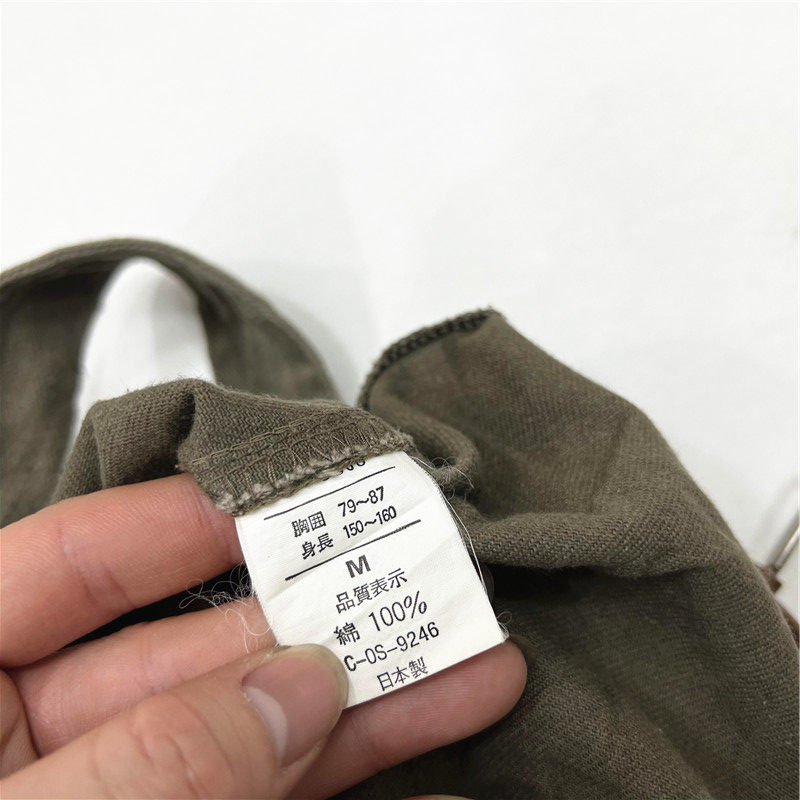 胸囲 79〜87
身長 150〜160
M
品質表示
綿 100%
C-OS-9246
日本製